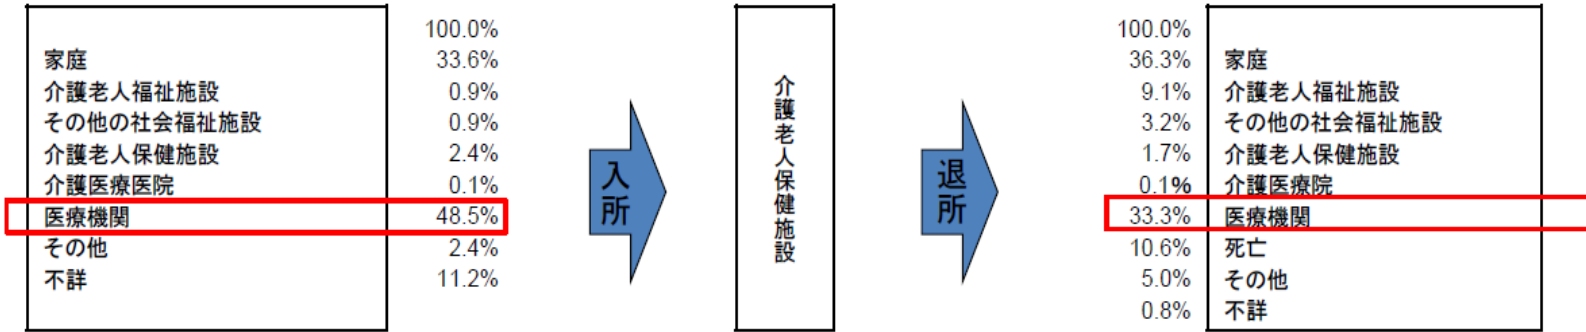 100.0%
家庭 33.6%
介護老人福祉施設 0.9%
その他の社会福祉施設 0.9%
介護老人保健施設 2.4%
介護医療医院 0.1%
医療機関 48.5%
その他 2.4%
不詳 11.2%
入所
介護老人保健施設
退所
100.0%
36.3% 家庭
9.1% 介護老人福祉施設
3.2% その他の社会福祉施設
1.7% 介護老人保健施設
0.1% 介護医療院
33.3% 医療機関
10.6% 死亡
5.0% その他
0.8% 不詳